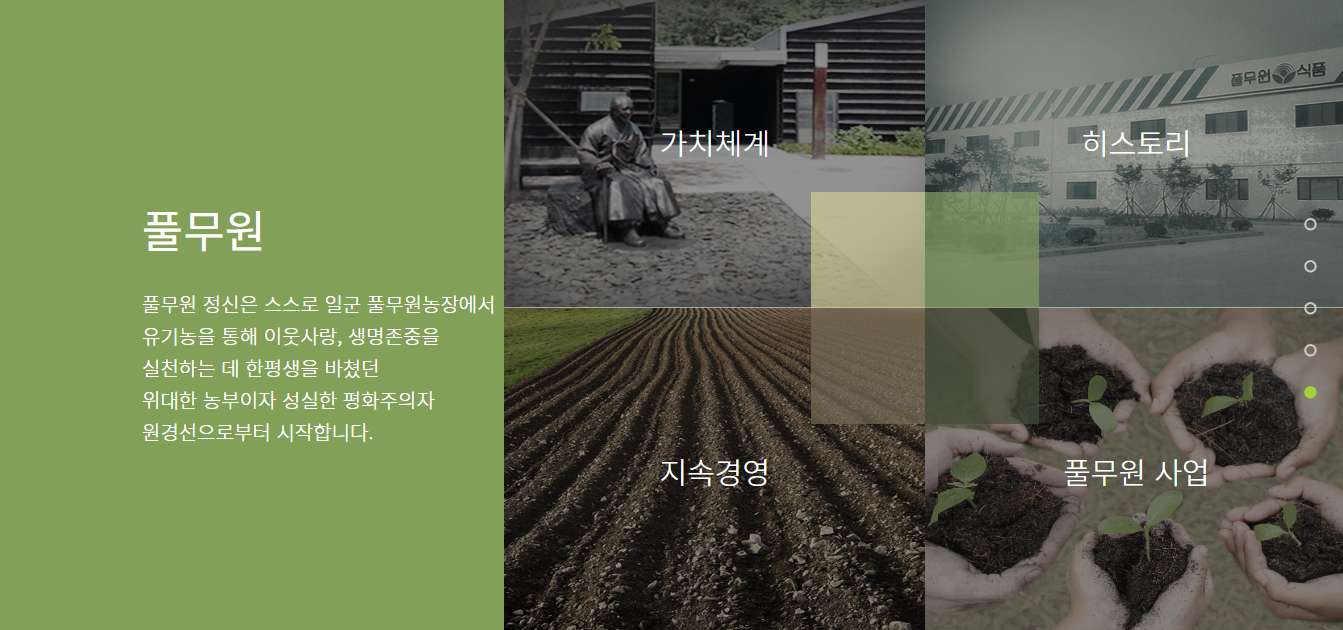 풀무원
풀무원 정신은 스스로 일군 풀무원농장에서
유기농을 통해 이웃사랑, 생명존중을
실천하는 데 한평생을 바쳤던
위대한 농부이자 성실한 평화주의자
원경선으로부터 시작합니다.
가치체계
히스토리
풀무원 식품
지속경영
풀무원 사업